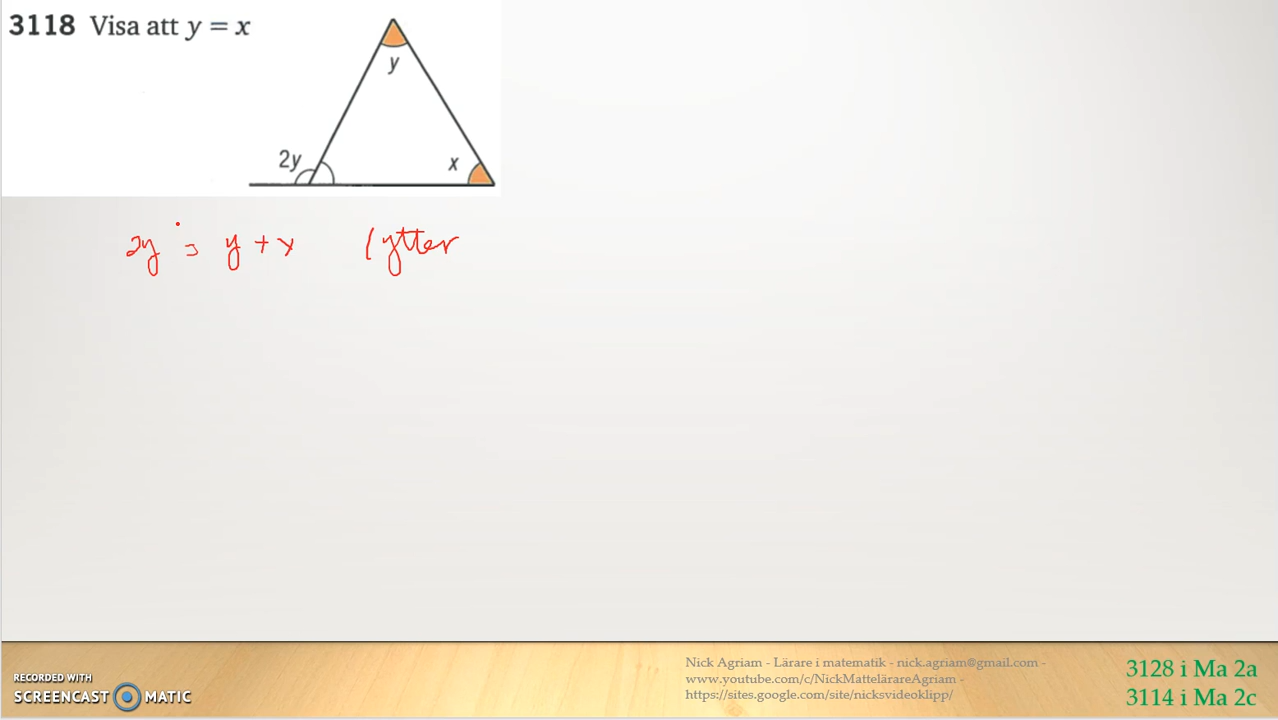 3118 Visa att y = x
y
2y
x
2y = y + x (ytter
Nick Agriam - Lärare i matematik - nick.agriam@gmail.com -
www.youtube.com/c/NickMattelärareAgriam -
https://sites.google.com/site/nicksvideoklipp/
3128 i Ma 2a
3114 i Ma 2c
RECORDED WITH
SCREENCAST MATIC